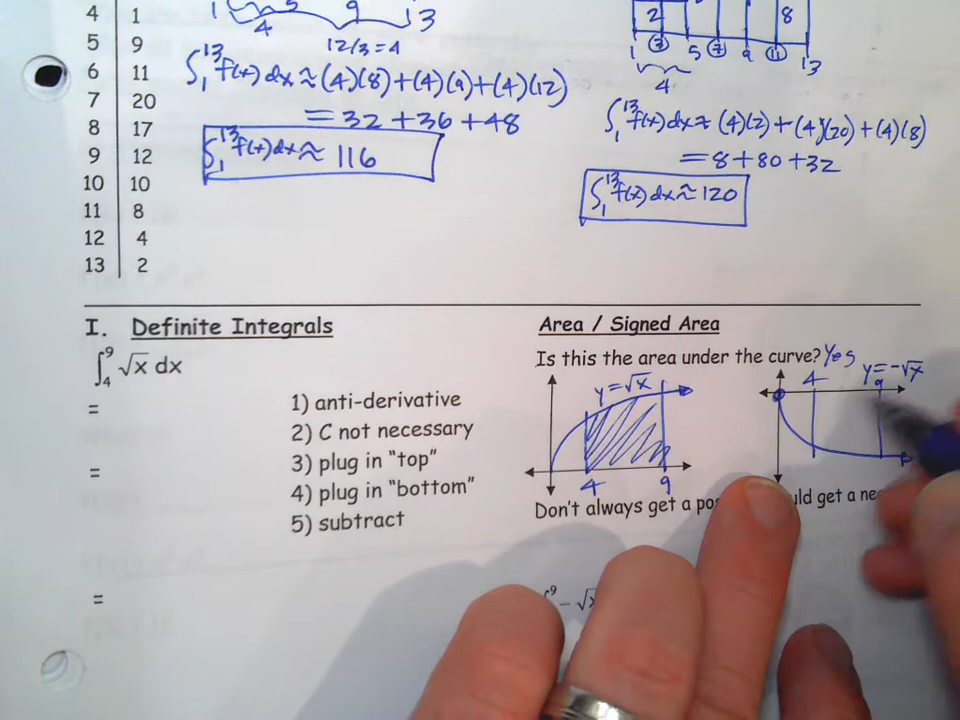 4 1
5 9
6 11
7 20
8 17
9 12
10 10
11 8
12 4
13 2
1 5 9 13
4
12/3=4
∫₁¹³ f(x) dx ≈ (4)(8)+(4)(9)+(4)(12)
= 32 + 36 + 48
∫₁¹³ f(x) dx ≈ 116
2 8
1 3 5 7 9 11 13
4
∫₁¹³ f(x) dx ≈ (4)(2) + (4)(20) + (4)(8)
= 8 + 80 + 32
∫₁¹³ f(x) dx ≈ 120
I. Definite Integrals
∫₄⁹ √x dx
=
=
=
1) anti-derivative
2) C not necessary
3) plug in "top"
4) plug in "bottom"
5) subtract
Area / Signed Area
Is this the area under the curve? Yes
y=√x
4 9
4 9
y=-√x
Don't always get a
get a
⁹ - √x